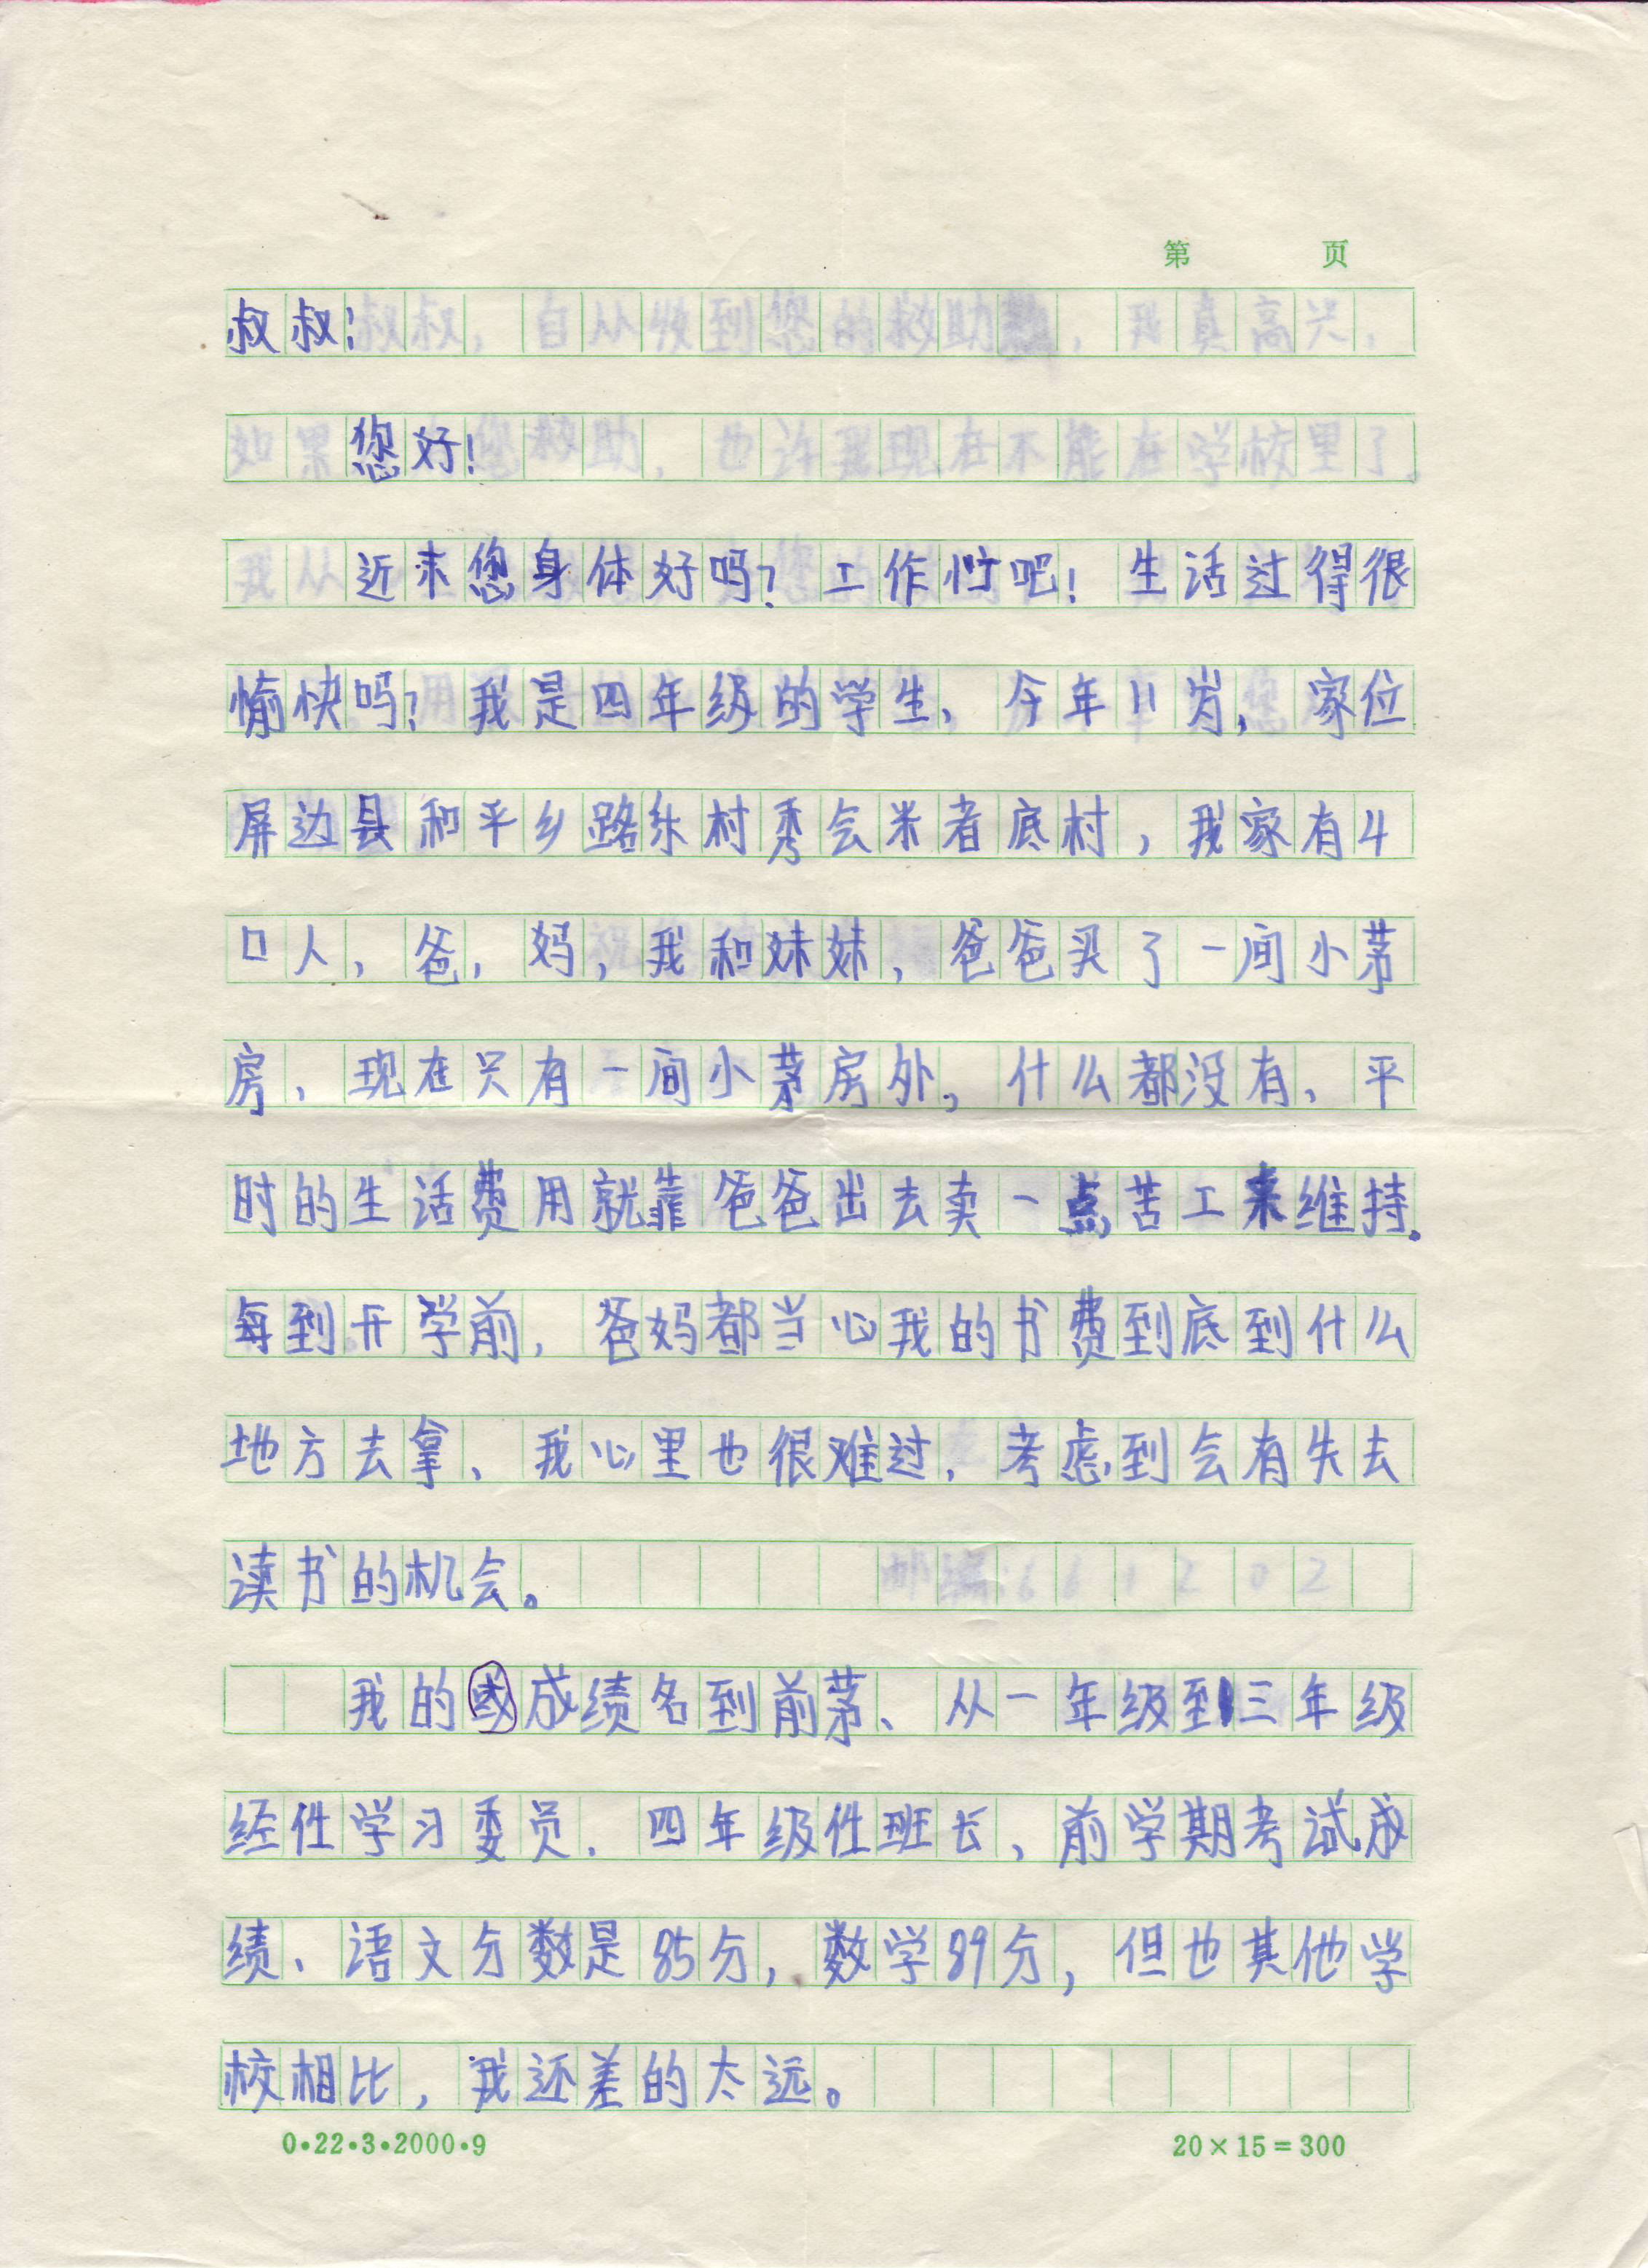 第 页
叔叔:
您好!
近来您身体好吗?工作忙吧!生活过得很
愉快吗?我是四年级的学生、今年11岁,家位
屏边县和平乡路东村秀会米者底村,我家有4
口人,爸,妈,我和妹妹,爸爸买了一间小茅
房、现在只有一间小茅房外,什么都没有、平
时的生活费用就靠爸爸出去卖一点苦工来维持。
每到开学前,爸妈都当心我的书费到底到什么
地方去拿、我心里也很难过,考虑到会有失去
读书的机会。
我的成绩名到前茅、从一年级到三年级
经性学习委员.四年级性班长、前学期考试成
绩、语文分数是85分,数学89分,但也其他学
校相比,我还差的太远。
0·22·3·2000·9 20×15=300